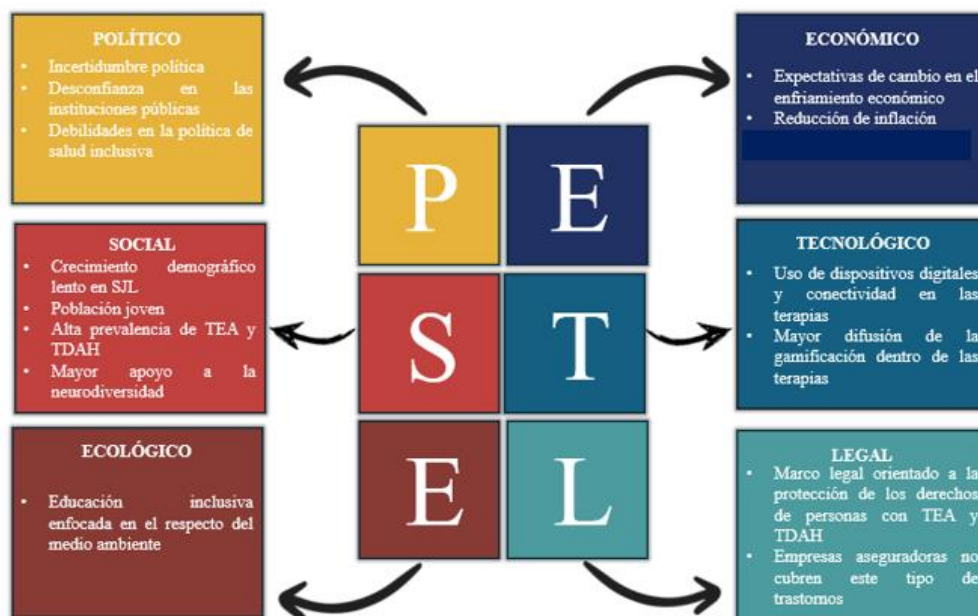 POLÍTICO
• Incertidumbre política
• Desconfianza en las
instituciones públicas
• Debilidades en la política de
salud inclusiva
ECONÓMICO
• Expectativas de cambio en el
enfriamiento económico
• Reducción de inflación
P
E
SOCIAL
• Crecimiento demográfico
lento en SJL
• Población joven
• Alta prevalencia de TEA y
TDAH
• Mayor apoyo a la
neurodiversidad
S
T
TECNOLÓGICO
• Uso de dispositivos digitales
y conectividad en las
terapias
• Mayor difusión de la
gamificación dentro de las
terapias
ECOLÓGICO
• Educación inclusiva
enfocada en el respecto del
medio ambiente
E
L
LEGAL
• Marco legal orientado a la
protección de los derechos
de personas con TEA y
TDAH
• Empresas aseguradoras no
cubren este tipo de
trastornos